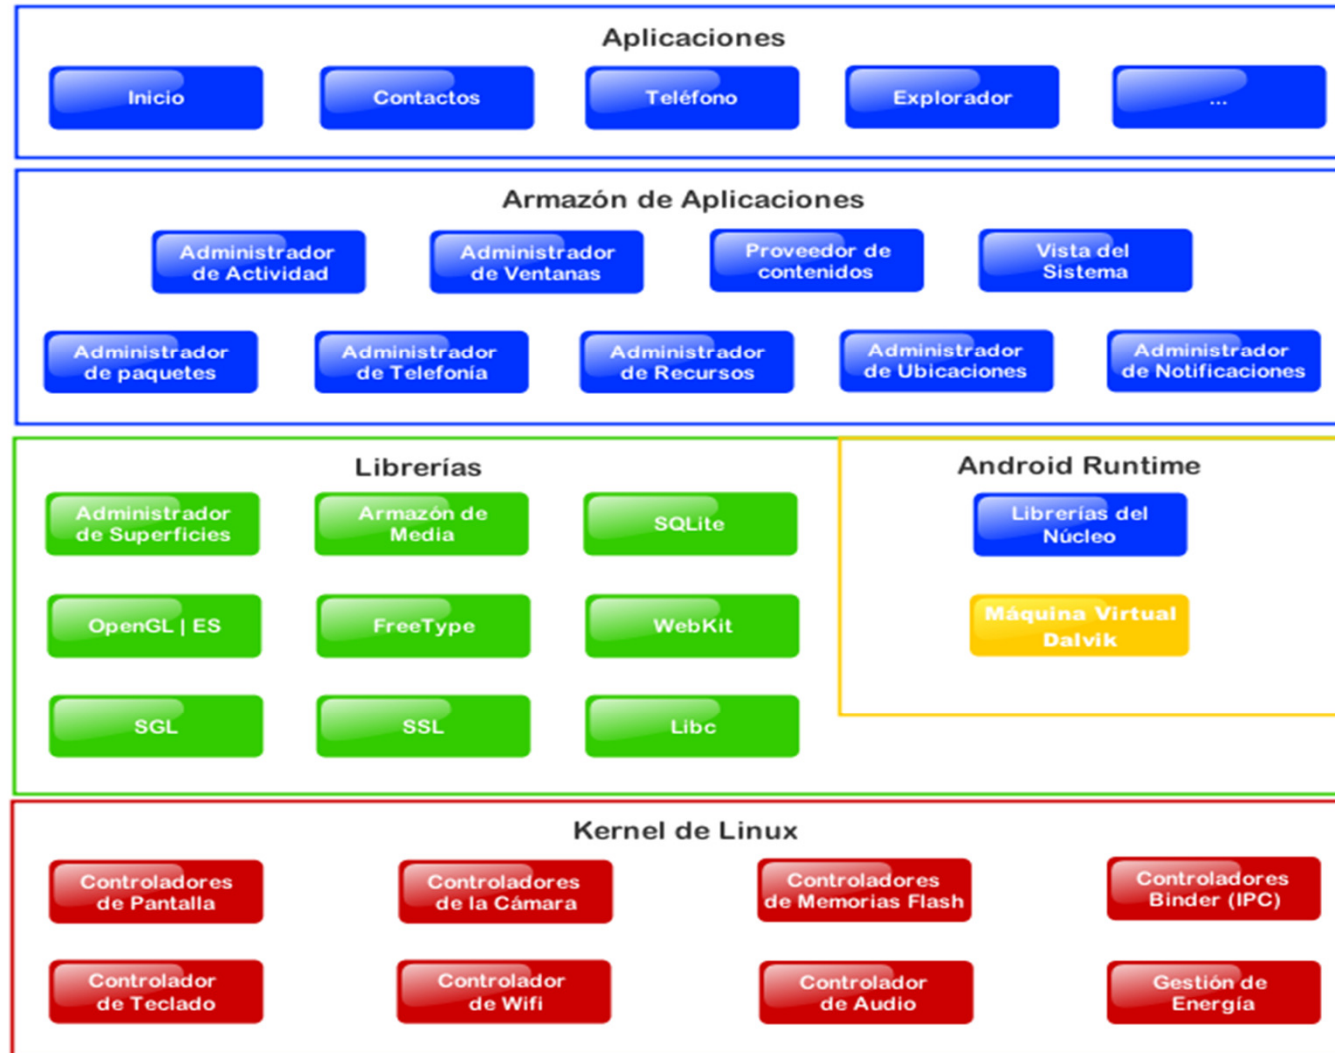 Aplicaciones
Inicio
Contactos
Teléfono
Explorador
...
Armazón de Aplicaciones
Administrador
de Actividad
Administrador
de Ventanas
Proveedor de
contenidos
Vista del
Sistema
Administrador
de paquetes
Administrador
de Telefonía
Administrador
de Recursos
Administrador
de Ubicaciones
Administrador
de Notificaciones
Librerías
Administrador
de Superficies
Armazón de
Media
SQLite
OpenGL | ES
FreeType
WebKit
SGL
SSL
Libc
Android Runtime
Librerías del
Núcleo
Máquina Virtual
Dalvik
Kernel de Linux
Controladores
de Pantalla
Controladores
de la Cámara
Controladores
de Memorias Flash
Controladores
Binder (IPC)
Controlador
de Teclado
Controlador
de Wifi
Controlador
de Audio
Gestión de
Energía